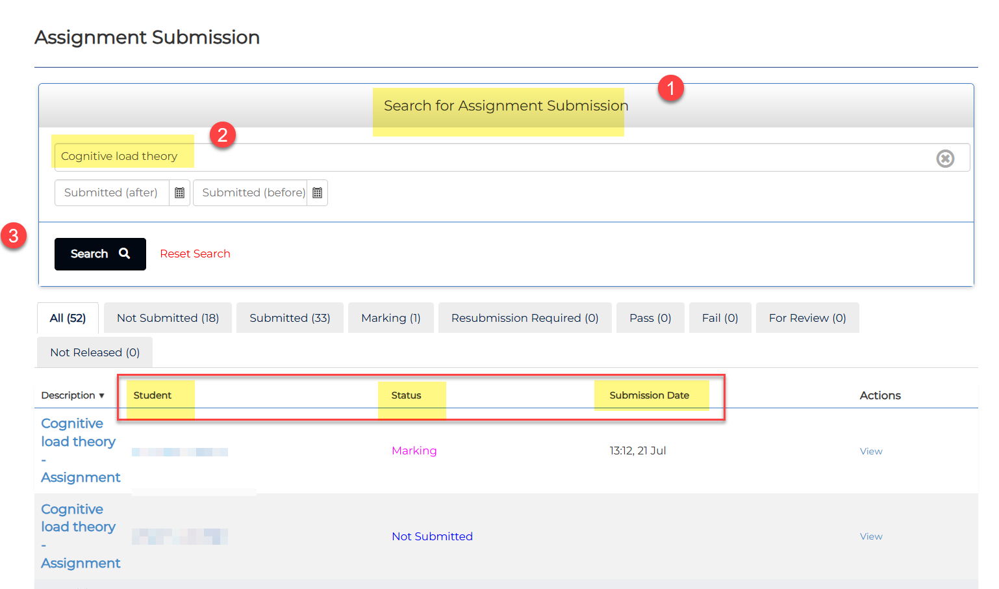 Assignment Submission
1
Search for Assignment Submission
2
Cognitive load theory
Submitted (after) Submitted (before)
3
Search Reset Search
All (52) Not Submitted (18) Submitted (33) Marking (1) Resubmission Required (0) Pass (0) Fail (0) For Review (0)
Not Released (0)
Description ▼ Student Status Submission Date Actions
Cognitive
load theory
-
Assignment
Marking 13:12, 21 Jul View
Cognitive
load theory
-
Assignment
Not Submitted View